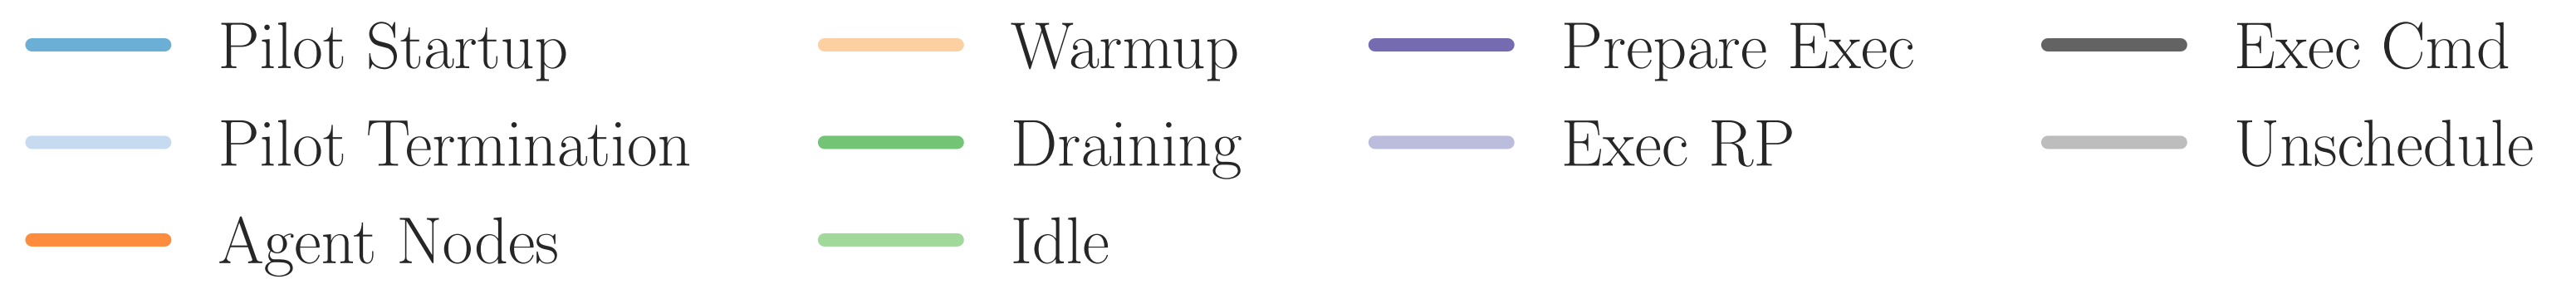 Pilot Startup Warmup Prepare Exec Exec Cmd
Pilot Termination Draining Exec RP Unschedule
Agent Nodes Idle